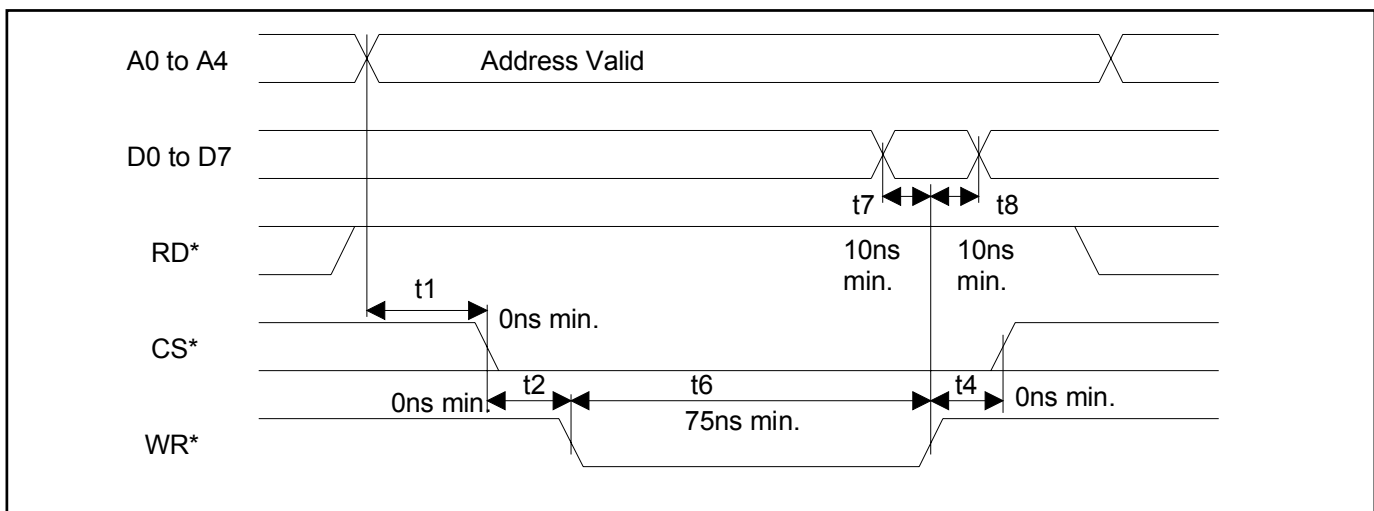 A0 to A4
Address Valid
D0 to D7
t7
t8
RD*
10ns
min.
10ns
min.
t1
0ns min.
CS*
0ns min.
t2
t6
t4
0ns min.
75ns min.
WR*